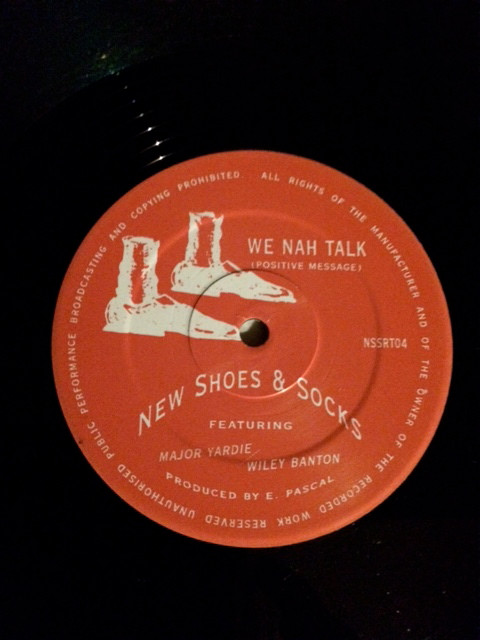 WE NAH TALK
(POSITIVE MESSAGE)
NSSRT04
NEW SHOES & SOCKS
FEATURING
MAJOR YARDIE
WILEY BANTON
PRODUCED BY E. PASCAL
ALL RIGHTS OF THE MANUFACTURER AND OF THE OWNER OF THE RECORDED WORK RESERVED UNAUTHORISED PUBLIC PERFORMANCE BROADCASTING AND COPYING PROHIBITED.